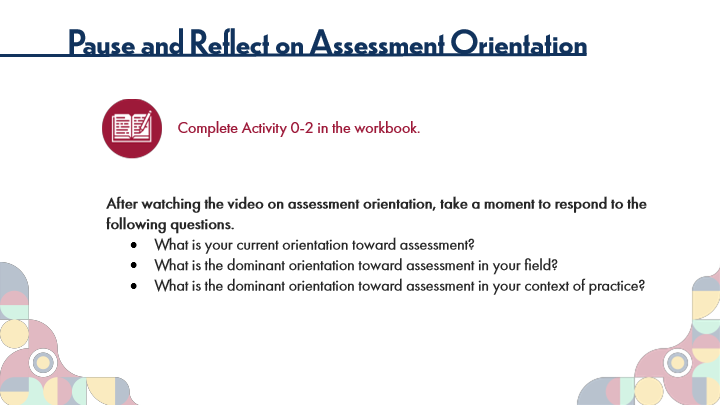 Pause and Reflect on Assessment Orientation
Complete Activity 0-2 in the workbook.
After watching the video on assessment orientation, take a moment to respond to the
following questions.
• What is your current orientation toward assessment?
• What is the dominant orientation toward assessment in your field?
• What is the dominant orientation toward assessment in your context of practice?